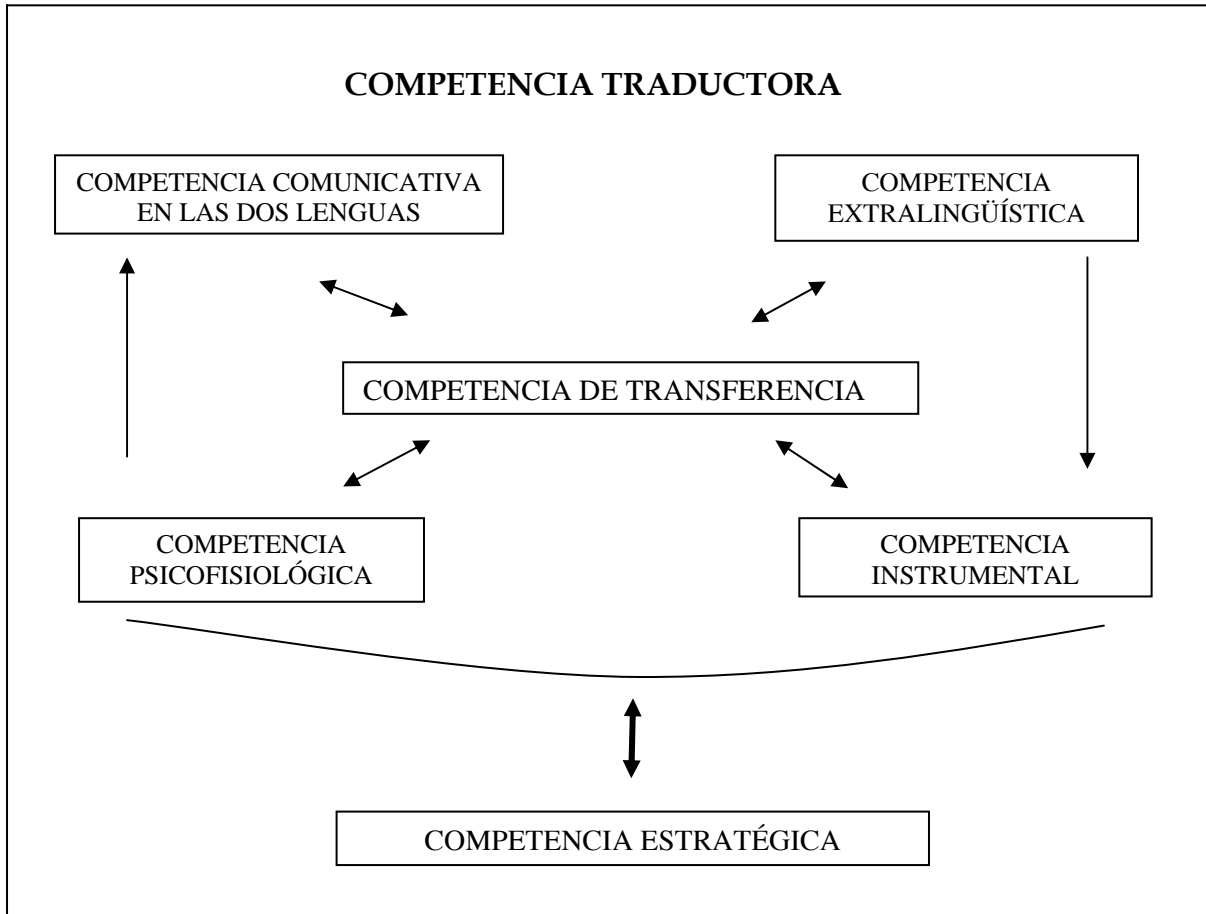 COMPETENCIA TRADUCTORA
COMPETENCIA COMUNICATIVA
EN LAS DOS LENGUAS
COMPETENCIA
EXTRALINGÜÍSTICA
COMPETENCIA DE TRANSFERENCIA
COMPETENCIA
PSICOFISIOLÓGICA
COMPETENCIA
INSTRUMENTAL
COMPETENCIA ESTRATÉGICA